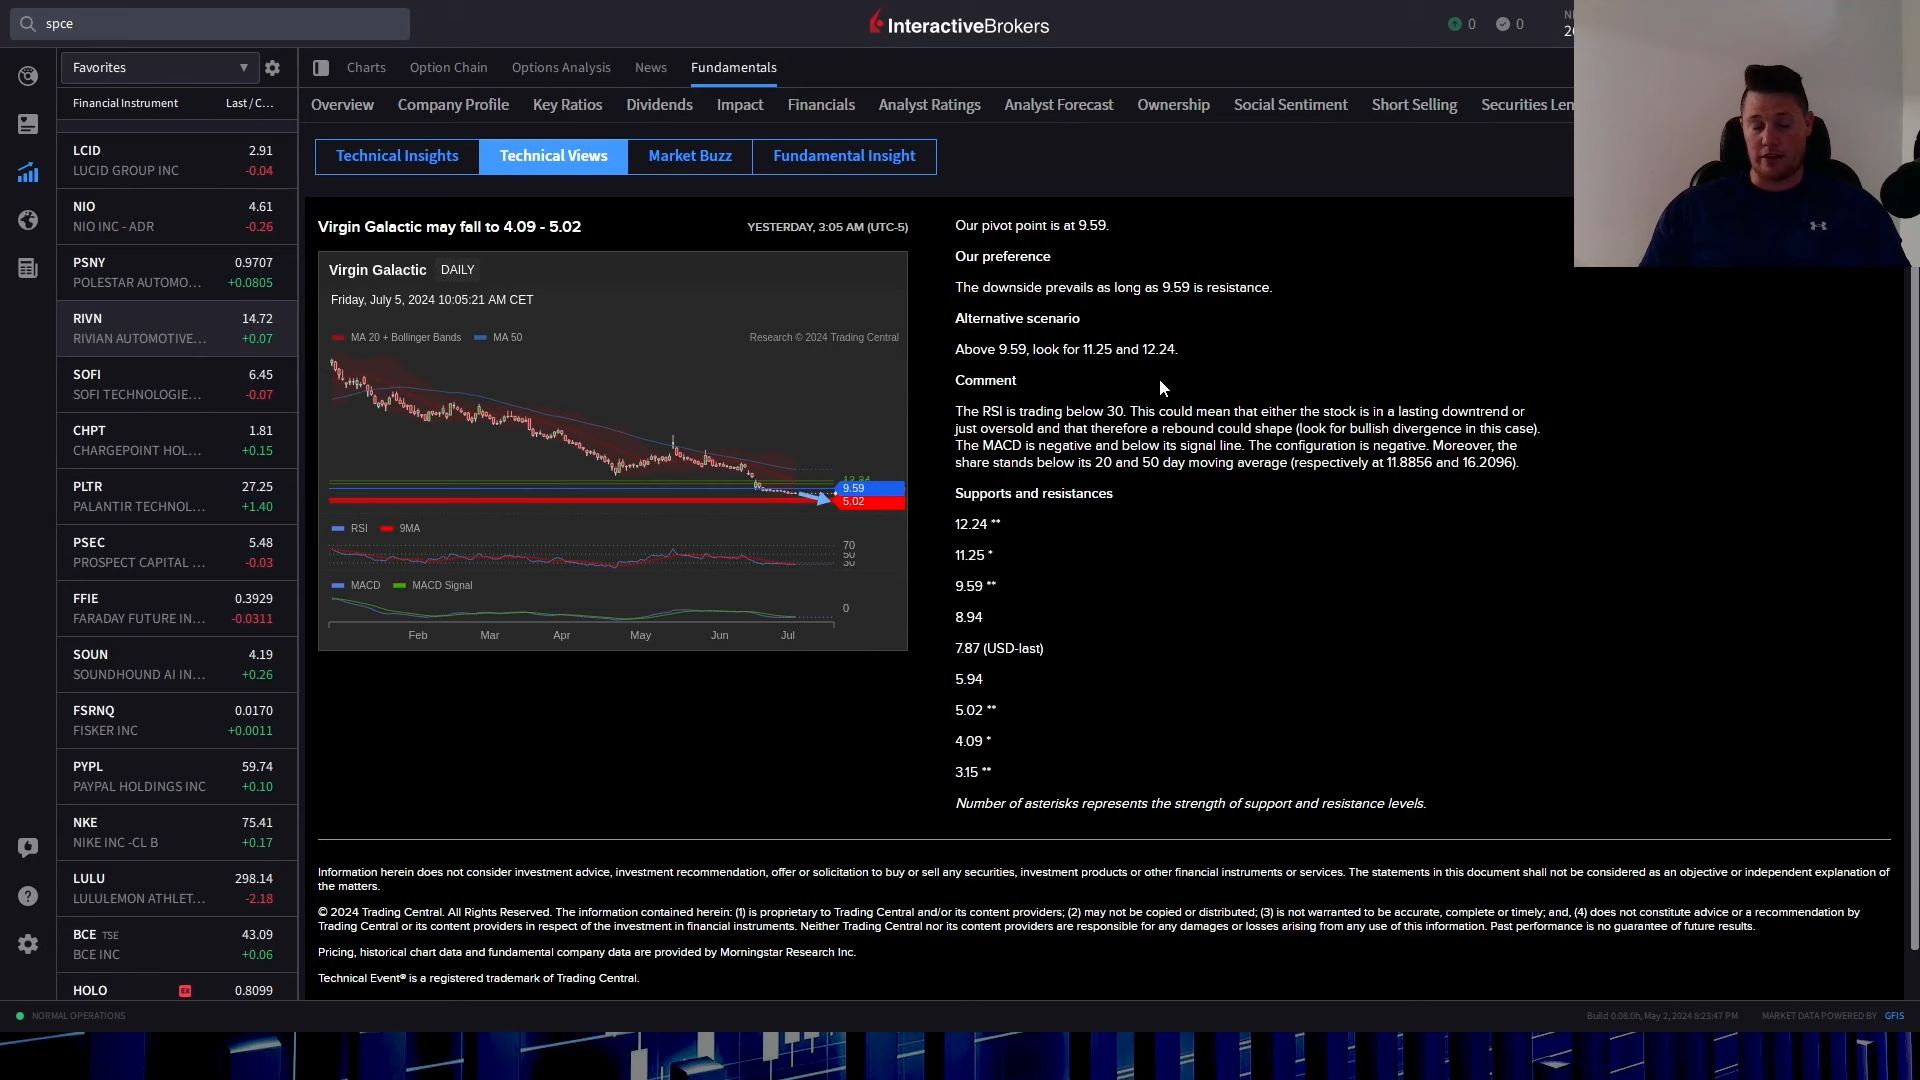 spce
InteractiveBrokers
0
0
Favorites
Charts
Option Chain
Options Analysis
News
Fundamentals
Financial Instrument
Last / C...
Overview
Company Profile
Key Ratios
Dividends
Impact
Financials
Analyst Ratings
Analyst Forecast
Ownership
Social Sentiment
Short Selling
Securities Len
Technical Insights
Technical Views
Market Buzz
Fundamental Insight
LCID 2.91
LUCID GROUP INC -0.04
NIO 4.61
NIO INC - ADR -0.26
PSNY 0.9707
POLESTAR AUTOMO... +0.0805
RIVN 14.72
RIVIAN AUTOMOTIVE... +0.07
SOFI 6.45
SOFI TECHNOLOGIE... -0.07
CHPT 1.81
CHARGEPOINT HOL... +0.15
PLTR 27.25
PALANTIR TECHNOL... +1.40
PSEC 5.48
PROSPECT CAPITAL ... -0.03
FFIE 0.3929
FARADAY FUTURE IN... -0.0311
SOUN 4.19
SOUNDHOUND AI IN... +0.26
FSRNQ 0.0170
FISKER INC +0.0011
PYPL 59.74
PAYPAL HOLDINGS INC +0.10
NKE 75.41
NIKE INC -CL B +0.17
LULU 298.14
LULULEMON ATHLET... -2.18
BCE TSE 43.09
BCE INC +0.06
HOLO EX 0.8099
Virgin Galactic may fall to 4.09 - 5.02
YESTERDAY, 3:05 AM (UTC-5)
Virgin Galactic DAILY
Friday, July 5, 2024 10:05:21 AM CET
MA 20 + Bollinger Bands MA 50
Research © 2024 Trading Central
9.59
5.02
RSI 9MA
70
50
30
MACD MACD Signal
0
Feb Mar Apr May Jun Jul
Our pivot point is at 9.59.
Our preference
The downside prevails as long as 9.59 is resistance.
Alternative scenario
Above 9.59, look for 11.25 and 12.24.
Comment
The RSI is trading below 30. This could mean that either the stock is in a lasting downtrend or
just oversold and that therefore a rebound could shape (look for bullish divergence in this case).
The MACD is negative and below its signal line. The configuration is negative. Moreover, the
share stands below its 20 and 50 day moving average (respectively at 11.8856 and 16.2096).
Supports and resistances
12.24 **
11.25 *
9.59 **
8.94
7.87 (USD-last)
5.94
5.02 **
4.09 *
3.15 **
Number of asterisks represents the strength of support and resistance levels.
Information herein does not consider investment advice, investment recommendation, offer or solicitation to buy or sell any securities, investment products or other financial instruments or services. The statements in this document shall not be considered as an objective or independent explanation of
the matters.
© 2024 Trading Central. All Rights Reserved. The information contained herein: (1) is proprietary to Trading Central and/or its content providers; (2) may not be copied or distributed; (3) is not warranted to be accurate, complete or timely; and, (4) does not constitute advice or a recommendation by
Trading Central or its content providers in respect of the investment in financial instruments. Neither Trading Central nor its content providers are responsible for any damages or losses arising from any use of this information. Past performance is no guarantee of future results.
Pricing, historical chart data and fundamental company data are provided by Morningstar Research Inc.
Technical Event® is a registered trademark of Trading Central.
NORMAL OPERATIONS
Build 0.08.0h, May 2, 2024 8:23:47 PM
MARKET DATA POWERED BY GFIS